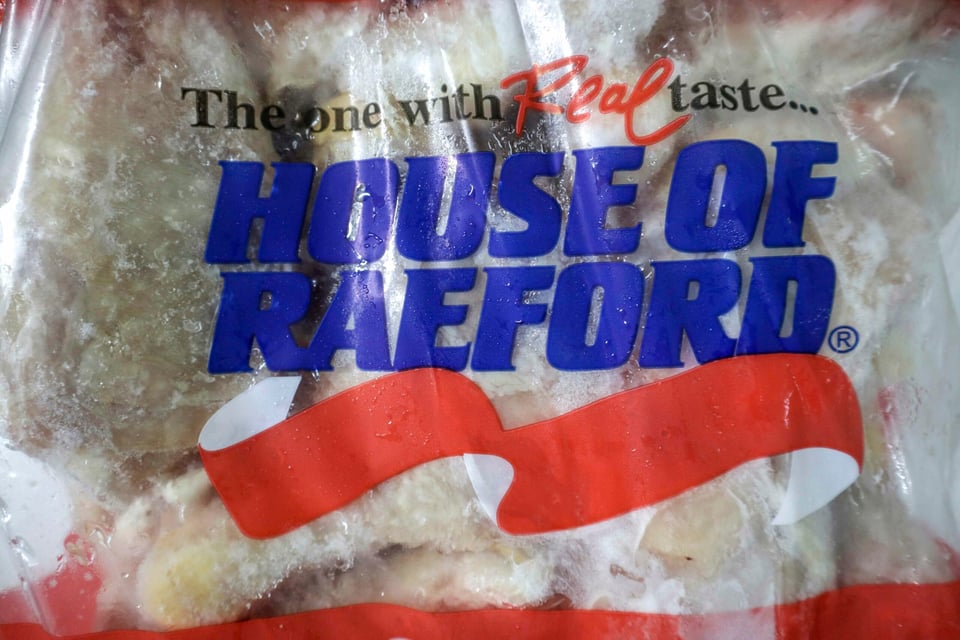 The one with Real taste...
HOUSE OF
RAEFORD®